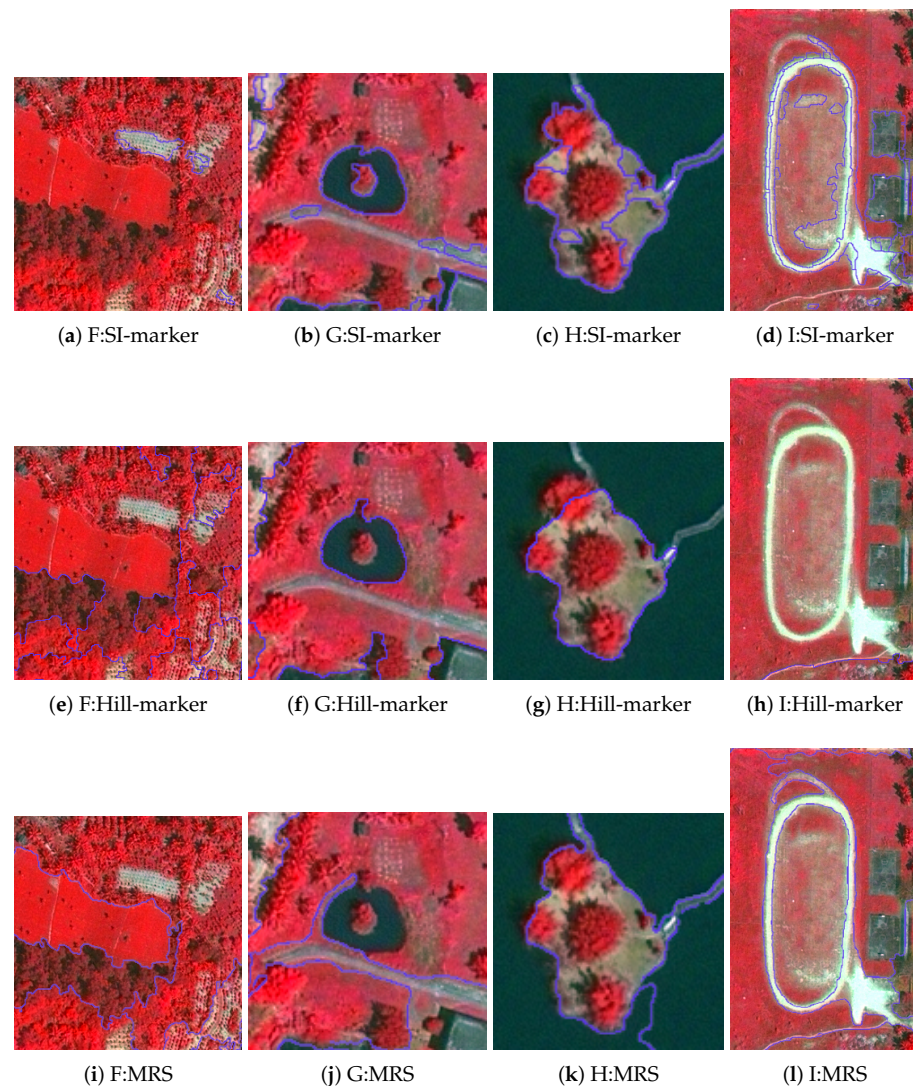 (a) F:SI-marker
(b) G:SI-marker
(c) H:SI-marker
(d) I:SI-marker
(e) F:Hill-marker
(f) G:Hill-marker
(g) H:Hill-marker
(h) I:Hill-marker
(i) F:MRS
(j) G:MRS
(k) H:MRS
(l) I:MRS